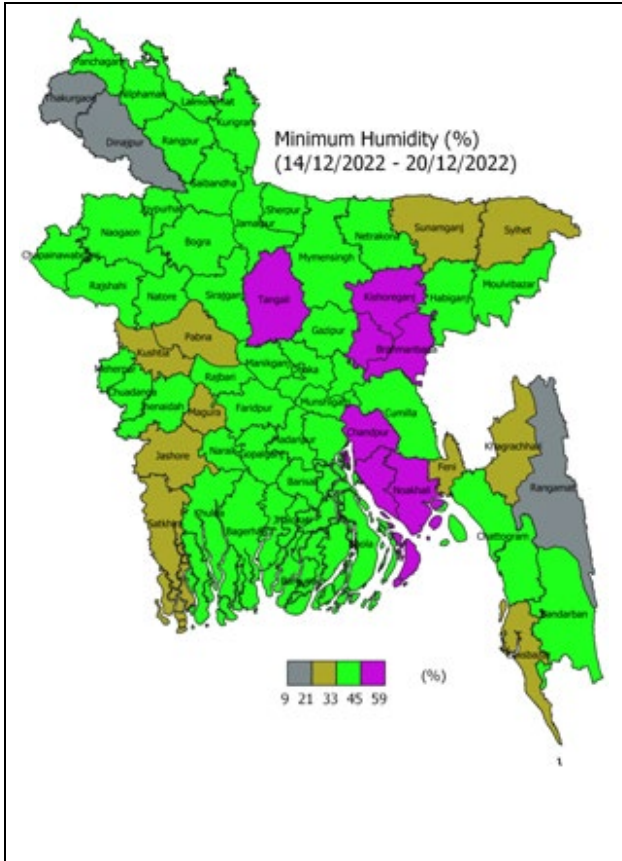 Panchagarh
Thakurgaon
Nilphamari
Lalmonirhat
Kurigram
Dinajpur
Rangpur
Minimum Humidity (%)
(14/12/2022 - 20/12/2022)
Gaibandha
Joypurhat
Sherpur
Jamalpur
Naogaon
Bogra
Netrakona
Sunamganj
Sylhet
Mymensingh
Chapainawabganj
Rajshahi
Natore
Sirajganj
Tangail
Kishoreganj
Habiganj
Moulvibazar
Gazipur
Pabna
Kushtia
Brahmanbaria
Meherpur
Manikganj
Dhaka
Rajbari
Chuadanga
Jhenaidah
Magura
Faridpur
Munshiganj
Cumilla
Chandpur
Madaripur
Jashore
Narail
Gopalganj
Khagrachhari
Feni
Noakhali
Rangamati
Barisal
Satkhira
Khulna
Bagerhat
Bhola
Chattogram
Bandarban
(%)
9 21 33 45 59